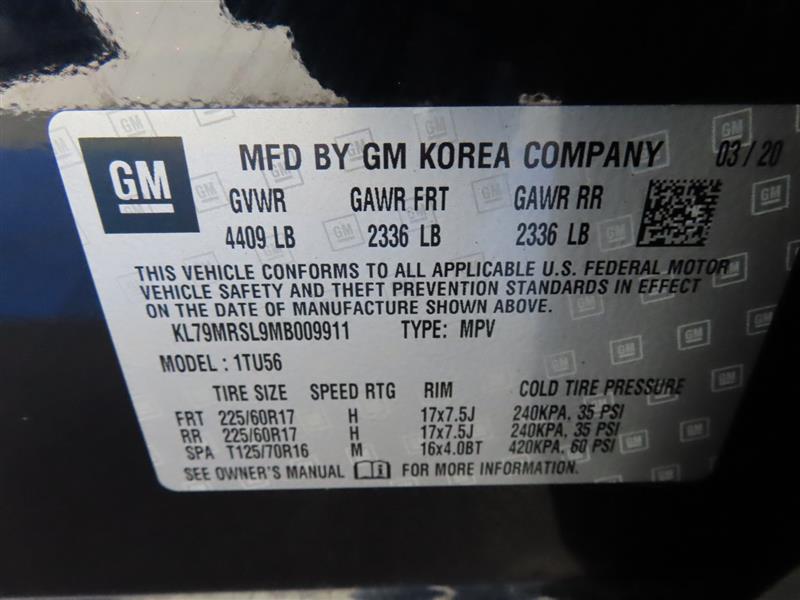 GM MFD BY GM KOREA COMPANY 03/20
GVWR GAWR FRT GAWR RR
4409 LB 2336 LB 2336 LB
THIS VEHICLE CONFORMS TO ALL APPLICABLE U.S. FEDERAL MOTOR
VEHICLE SAFETY AND THEFT PREVENTION STANDARDS IN EFFECT
ON THE DATE OF MANUFACTURE SHOWN ABOVE.
KL79MRSL9MB009911 TYPE: MPV
MODEL: 1TU56
TIRE SIZE SPEED RTG RIM COLD TIRE PRESSURE
FRT 225/60R17 H 17x7.5J 240KPA, 35 PSI
RR 225/60R17 H 17x7.5J 240KPA, 35 PSI
SPA T125/70R16 M 16x4.0BT 420KPA, 60 PSI
SEE OWNER'S MANUAL FOR MORE INFORMATION.